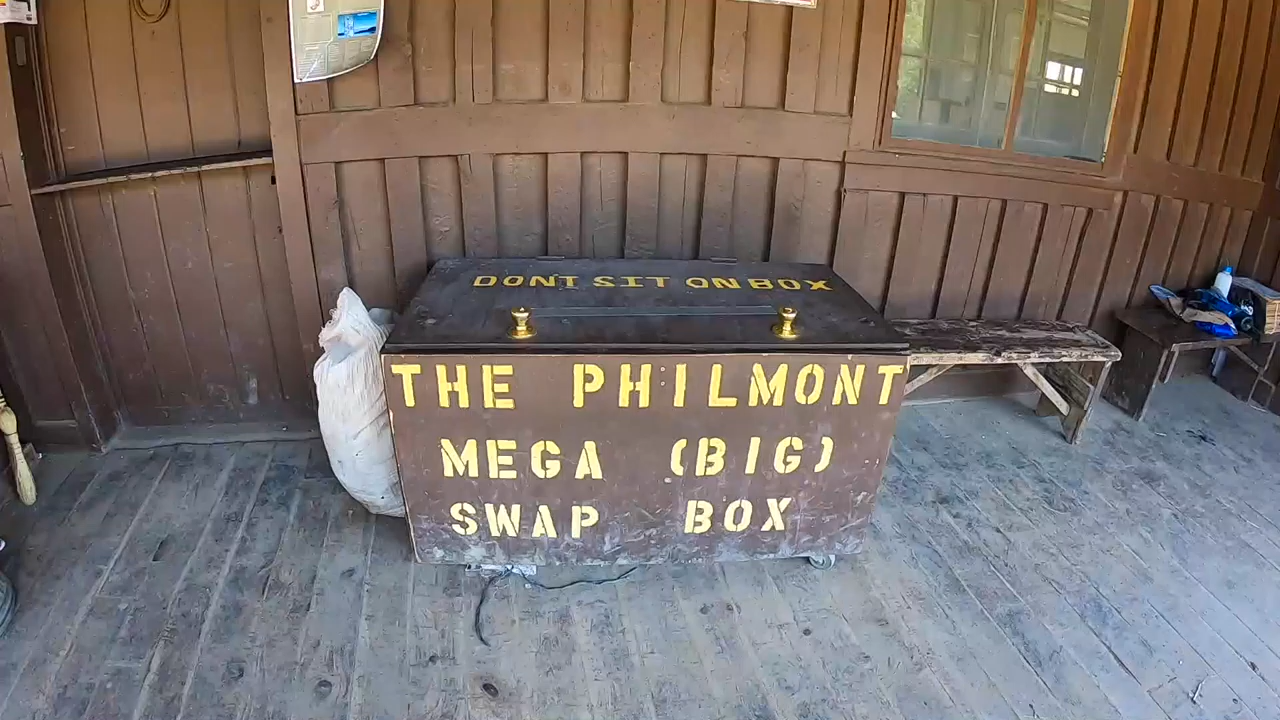 DONT SIT ON BOX
THE PHILMONT
MEGA (BIG)
SWAP BOX